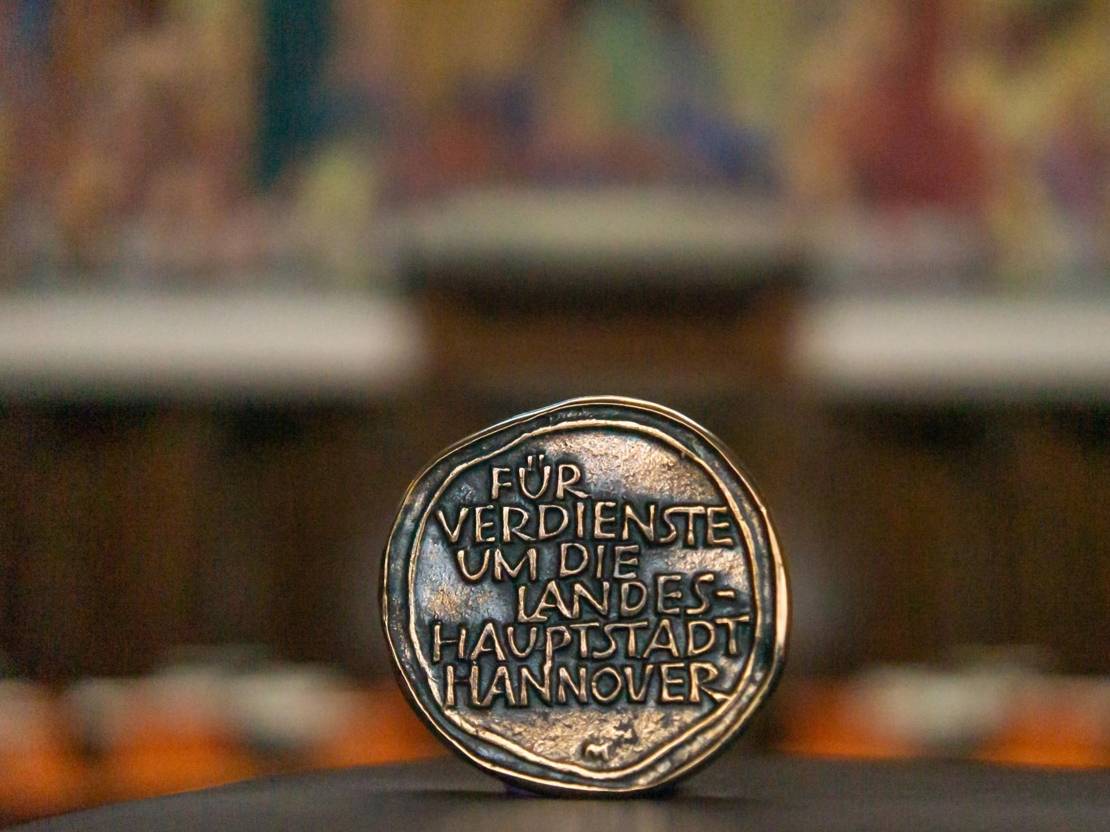 FÜR
VERDIENSTE
UM DIE
LANDES-
HAUPTSTADT
HANNOVER